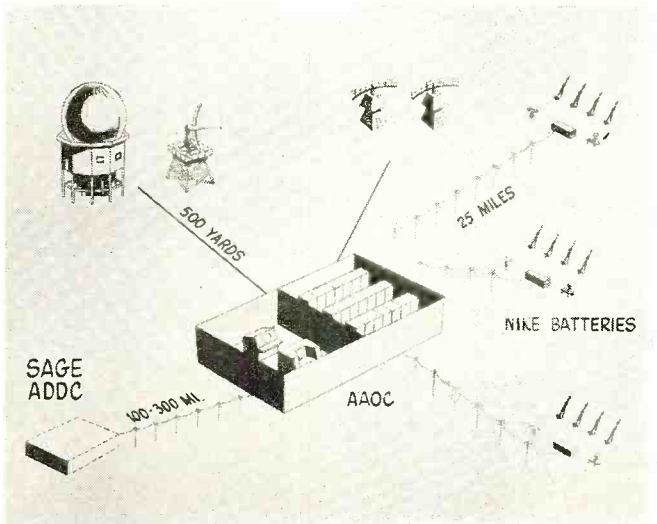 500 YARDS
25 MILES
NIKE BATTERIES
SAGE
ADDC
100-300 MI.
AAOC